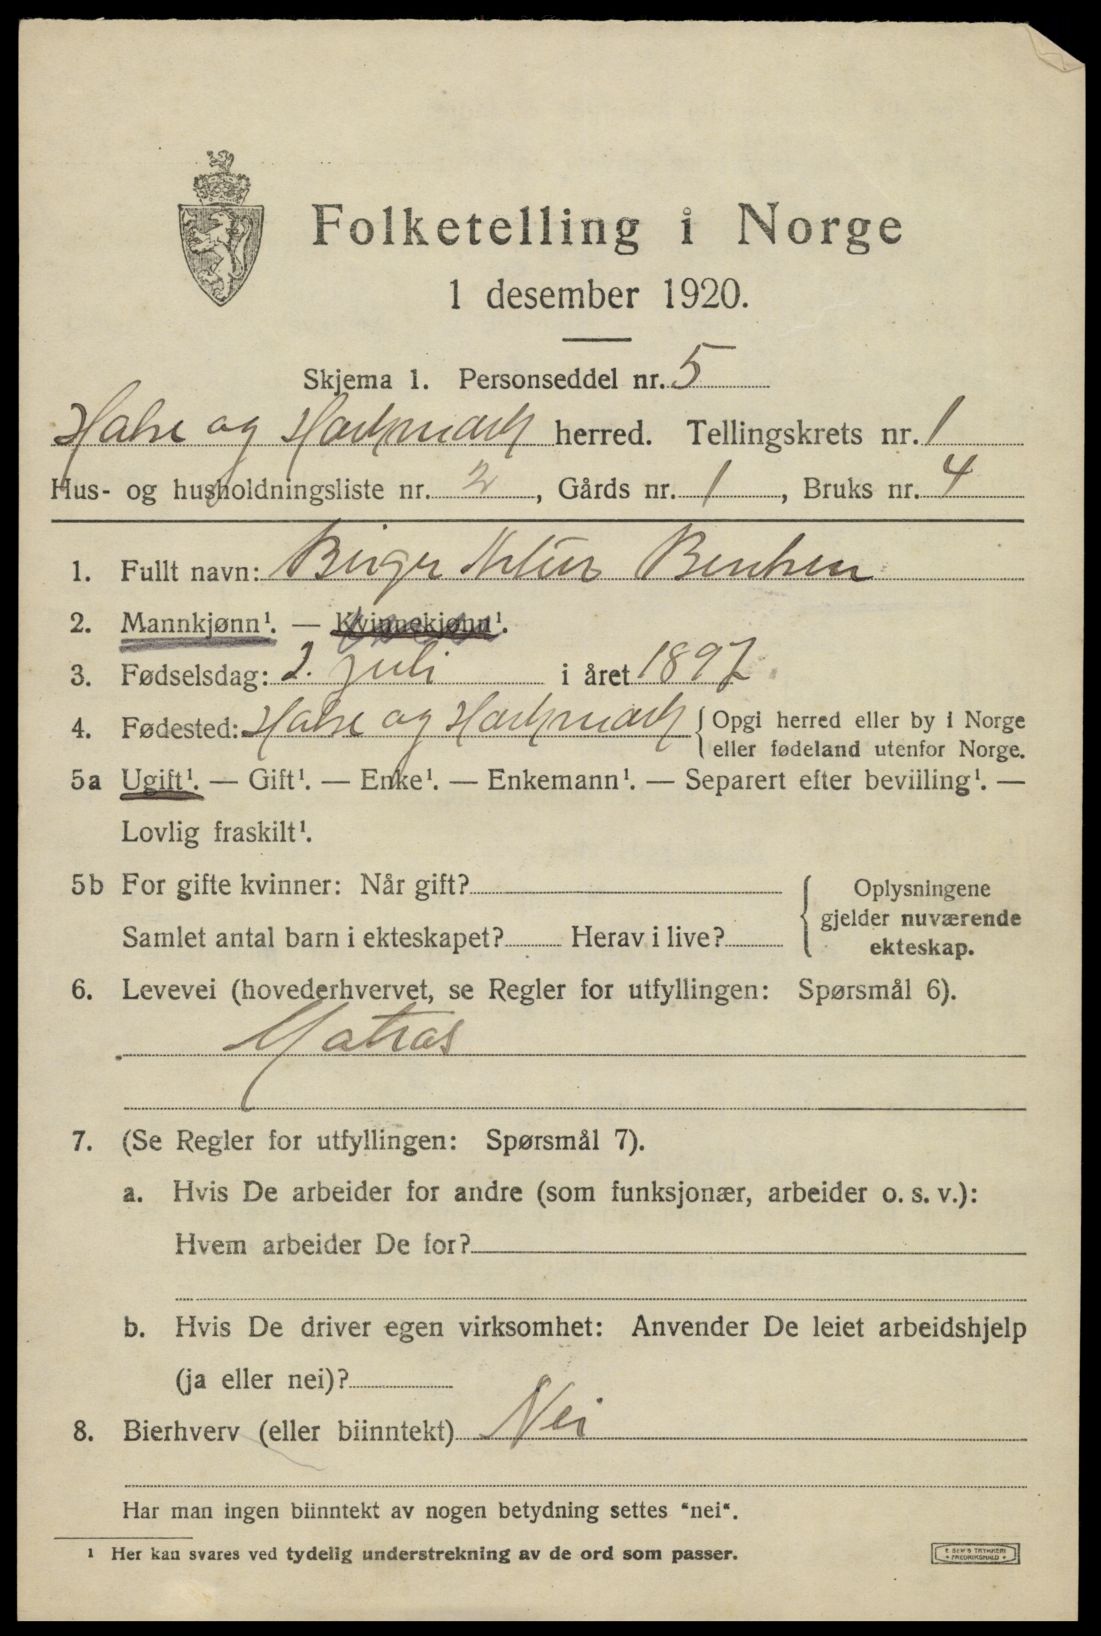 Folketelling i Norge
1 desember 1920.
Skjema 1. Personseddel nr. 5
Halse og Harkmark herred. Tellingskrets nr. 1
Hus- og husholdningsliste nr. 2, Gårds nr. 1, Bruks nr. 4
1. Fullt navn: Birger Artur Bentsen
2. Mannkjønn¹. — Kvinnekjønn¹.
3. Fødselsdag: 2. juli i året 1897
4. Fødested: Halse og Harkmark { Opgi herred eller by i Norge
eller fødeland utenfor Norge.
5a Ugift¹. — Gift¹. — Enke¹. — Enkemann¹. — Separert efter bevilling¹. —
Lovlig fraskilt¹.
5b For gifte kvinner: Når gift?
Samlet antal barn i ekteskapet? Herav i live?
{ Oplysningene
gjelder nuværende
ekteskap.
6. Levevei (hovederhvervet, se Regler for utfyllingen: Spørsmål 6).
Matros
7. (Se Regler for utfyllingen: Spørsmål 7).
a. Hvis De arbeider for andre (som funksjonær, arbeider o. s. v.):
Hvem arbeider De for?
b. Hvis De driver egen virksomhet: Anvender De leiet arbeidshjelp
(ja eller nei)?
8. Bierhverv (eller biinntekt) Nei
Har man ingen biinntekt av nogen betydning settes "nei".
¹ Her kan svares ved tydelig understrekning av de ord som passer.
E. SEM'S TRYKKERI
FREDRIKSHALD